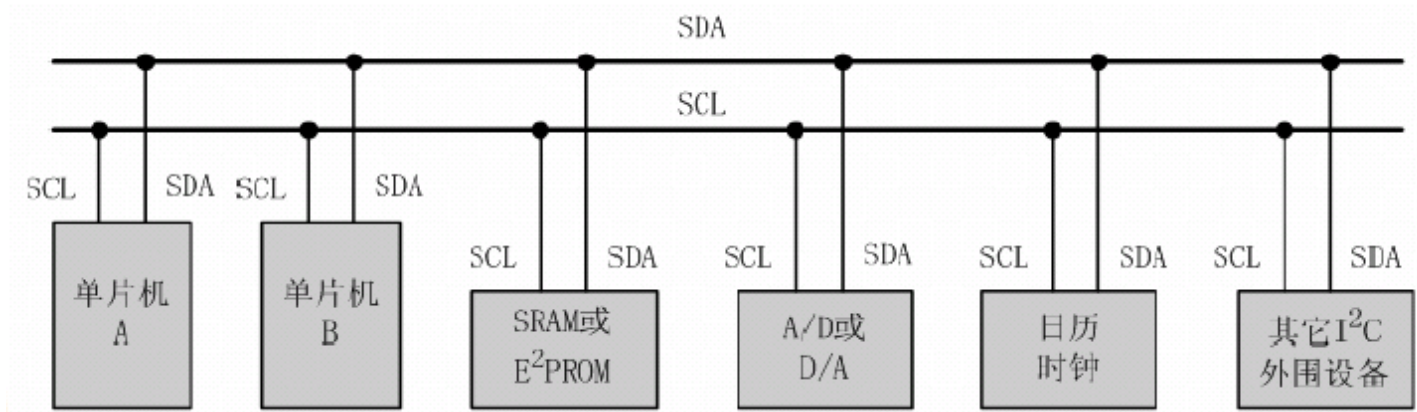 SDA
SCL
SCL SDA SCL SDA
SCL SDA SCL SDA SCL SDA SCL SDA
单片机
A
单片机
B
SRAM或
E²PROM
A/D或
D/A
日历
时钟
其它I²C
外围设备